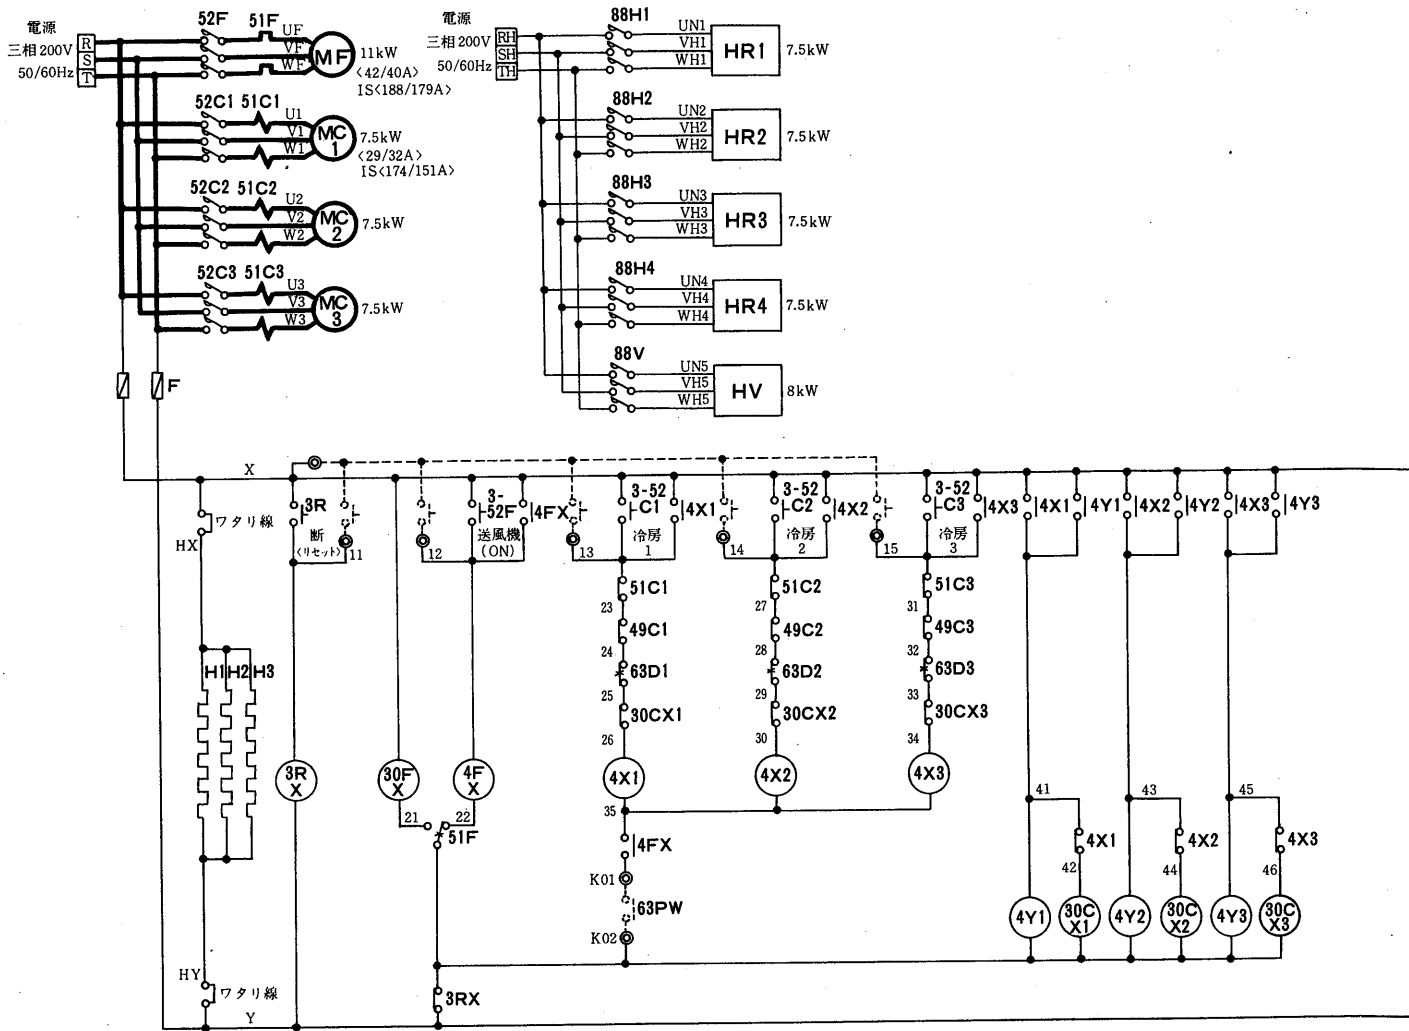 電源
三相200V
50/60Hz
R
S
T
52F
51F
UF
VF
WF
MF
11kW
<42/40A>
IS<188/179A>
52C1
51C1
U1
V1
W1
MC
1
7.5kW
<29/32A>
IS<174/151A>
52C2
51C2
U2
V2
W2
MC
2
7.5kW
52C3
51C3
U3
V3
W3
MC
3
7.5kW
F
電源
三相200V
50/60Hz
RH
SH
TH
88H1
UN1
VH1
WH1
HR1
7.5kW
88H2
UN2
VH2
WH2
HR2
7.5kW
88H3
UN3
VH3
WH3
HR3
7.5kW
88H4
UN4
VH4
WH4
HR4
7.5kW
88V
UN5
VH5
WH5
HV
8kW
X
ワタリ線
HX
3R
断
<リセット>
11
12
3-
52F
送風機
(ON)
4FX
13
3-52
C1
冷房
1
4X1
14
3-52
C2
冷房
2
4X2
15
3-52
C3
冷房
3
4X3
4X1
4Y1
4X2
4Y2
4X3
4Y3
51C1
23
49C1
24
63D1
25
30CX1
26
4X1
51C2
27
49C2
28
63D2
29
30CX2
30
4X2
51C3
31
49C3
32
63D3
33
30CX3
34
4X3
H1
H2
H3
3R
X
30F
X
4F
X
21
22
51F
35
4FX
K01
63PW
K02
41
4X1
42
4Y1
30C
X1
43
4X2
44
4Y2
30C
X2
45
4X3
46
4Y3
30C
X3
HY
ワタリ線
3RX
Y